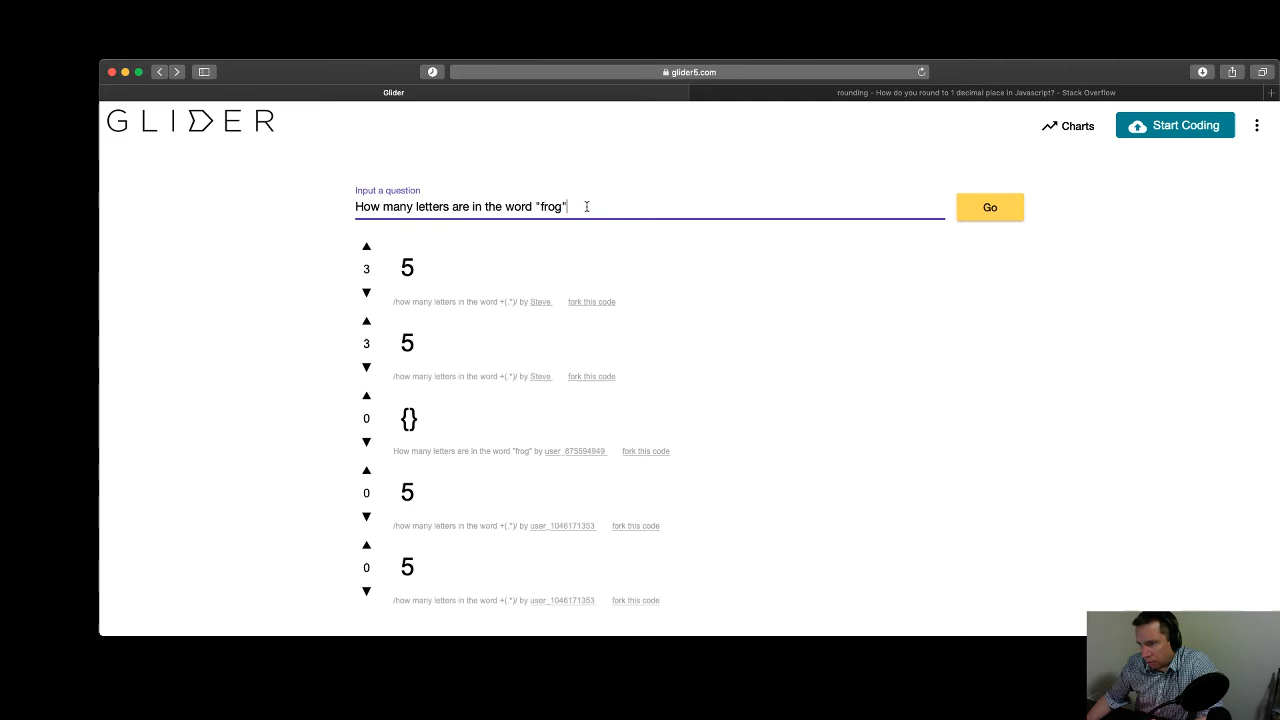 glider5.com
Glider
rounding - How do you round to 1 decimal place in Javascript? - Stack Overflow
GLIDER
Charts
Start Coding
Input a question
How many letters are in the word "frog"
Go
3
5
/how many letters in the word +(.*)/ by Steve fork this code
3
5
/how many letters in the word +(.*)/ by Steve fork this code
0
{}
How many letters are in the word "frog" by user_875594949 fork this code
0
5
/how many letters in the word +(.*)/ by user_1046171353 fork this code
0
5
/how many letters in the word +(.*)/ by user_1046171353 fork this code